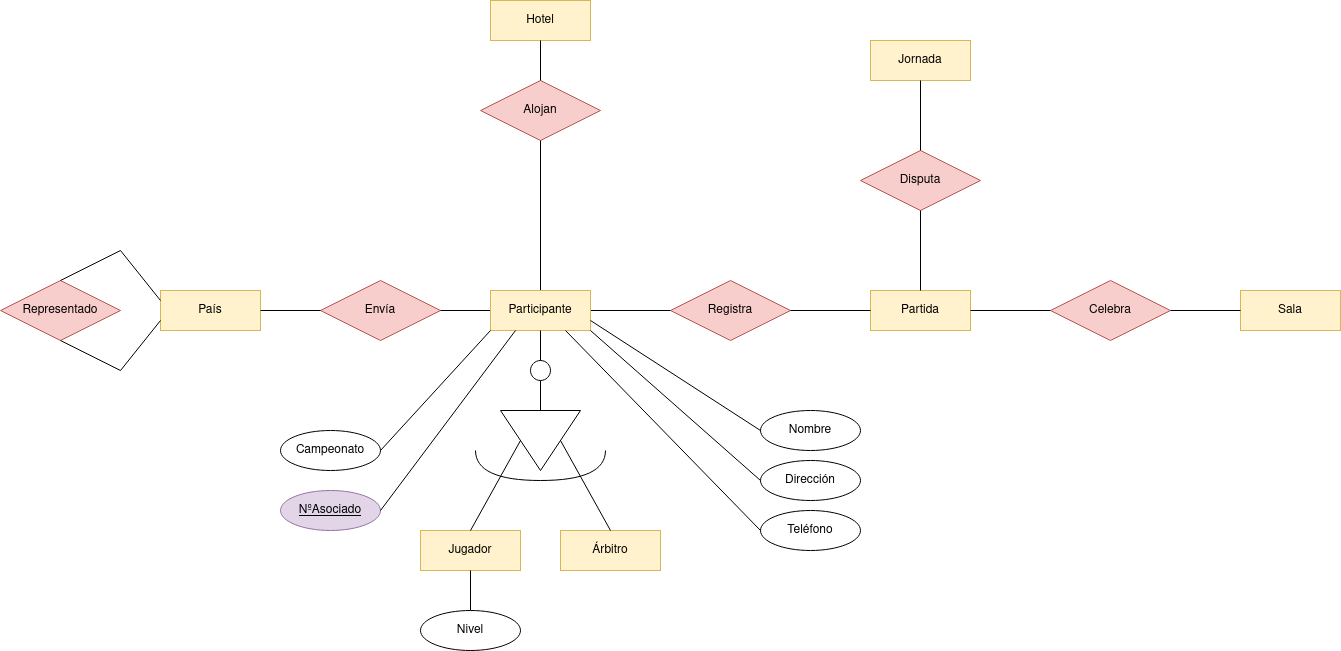 Hotel
Jornada
Alojan
Disputa
Representado
País
Envía
Participante
Registra
Partida
Celebra
Sala
Campeonato
Nombre
Dirección
NºAsociado
Teléfono
Jugador
Árbitro
Nivel